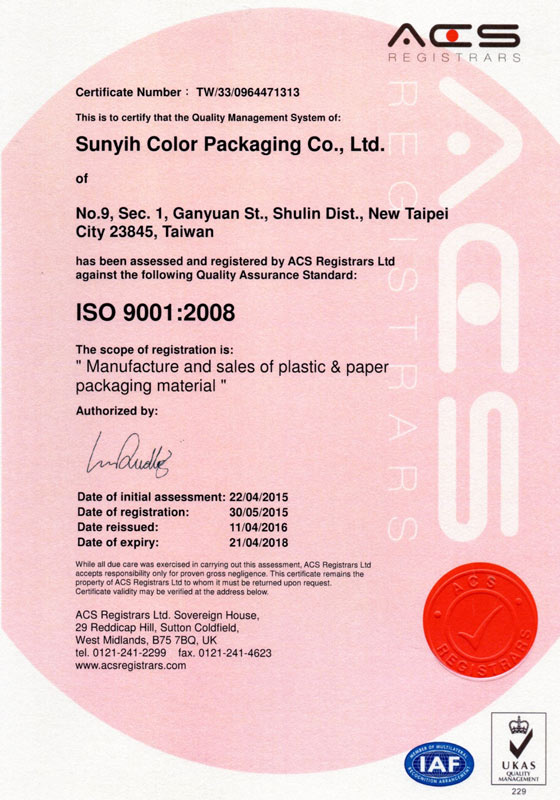 ACS
REGISTRARS
Certificate Number : TW/33/0964471313
This is to certify that the Quality Management System of:
Sunyih Color Packaging Co., Ltd.
of
No.9, Sec. 1, Ganyuan St., Shulin Dist., New Taipei
City 23845, Taiwan
has been assessed and registered by ACS Registrars Ltd
against the following Quality Assurance Standard:
ISO 9001:2008
The scope of registration is:
" Manufacture and sales of plastic & paper
packaging material "
Authorized by:
Date of initial assessment: 22/04/2015
Date of registration: 30/05/2015
Date reissued: 11/04/2016
Date of expiry: 21/04/2018
While all due care was exercised in carrying out this assessment, ACS Registrars Ltd
accepts responsibility only for proven gross negligence. This certificate remains the
property of ACS Registrars Ltd to whom it must be returned upon request.
Certificate validity may be verified at the address below.
ACS Registrars Ltd. Sovereign House,
29 Reddicap Hill, Sutton Coldfield,
West Midlands, B75 7BQ, UK
tel. 0121-241-2299 fax. 0121-241-4623
www.acsregistrars.com
ACS
REGISTRARS
ACS
REGISTRARS
MEMBER OF MULTILATERAL
IAF
RECOGNITION ARRANGEMENT
UKAS
QUALITY
MANAGEMENT
229